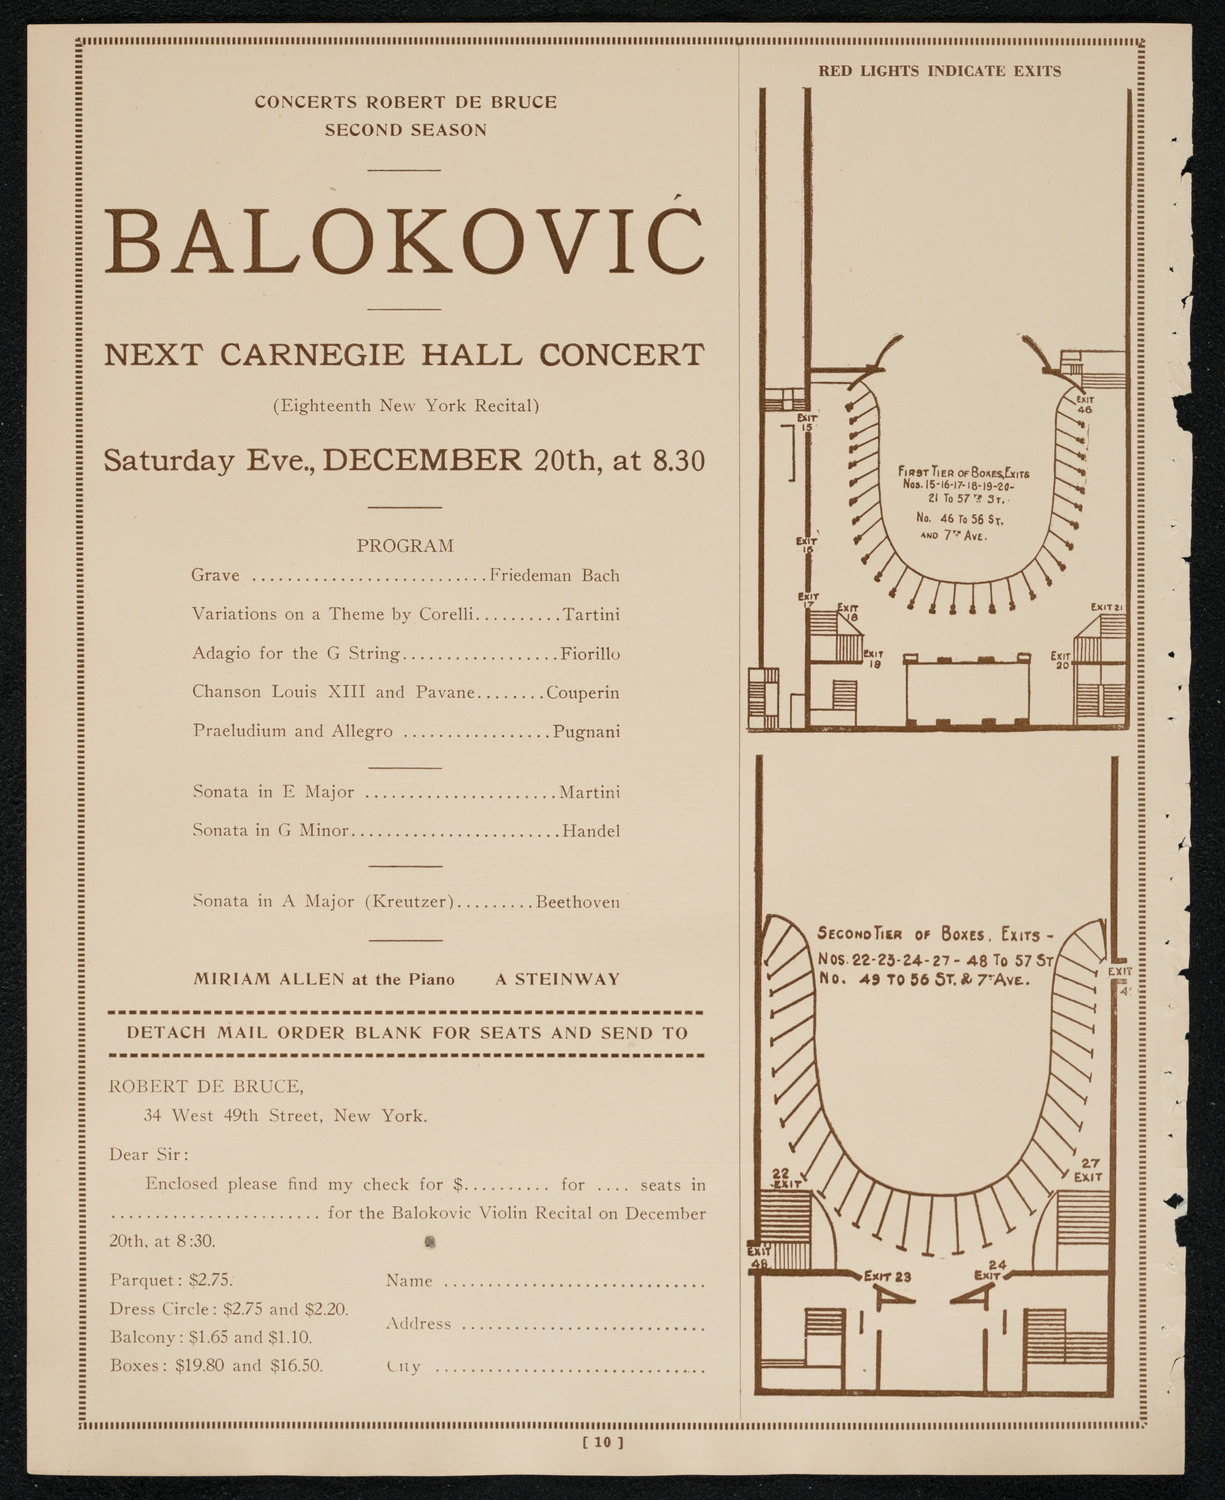 CONCERTS ROBERT DE BRUCE
SECOND SEASON
BALOKOVIĆ
NEXT CARNEGIE HALL CONCERT
(Eighteenth New York Recital)
Saturday Eve., DECEMBER 20th, at 8.30
PROGRAM
Grave ...........................Friedeman Bach
Variations on a Theme by Corelli..........Tartini
Adagio for the G String..................Fiorillo
Chanson Louis XIII and Pavane........Couperin
Praeludium and Allegro .................Pugnani
Sonata in E Major ......................Martini
Sonata in G Minor........................Handel
Sonata in A Major (Kreutzer).........Beethoven
MIRIAM ALLEN at the Piano A STEINWAY
DETACH MAIL ORDER BLANK FOR SEATS AND SEND TO
ROBERT DE BRUCE,
34 West 49th Street, New York.
Dear Sir:
Enclosed please find my check for $.......... for .... seats in
........................ for the Balokovic Violin Recital on December
20th, at 8:30.
Parquet: $2.75.
Dress Circle: $2.75 and $2.20.
Balcony: $1.65 and $1.10.
Boxes: $19.80 and $16.50.
Name ..............................
Address ............................
City ...............................
RED LIGHTS INDICATE EXITS
EXIT
46
EXIT
15
FIRST TIER OF BOXES, EXITS
Nos. 15-16-17-18-19-20-
21 To 57TH ST.
No. 46 To 56 ST.
AND 7TH AVE.
EXIT
16
EXIT
17
EXIT
18
EXIT 21
EXIT
19
EXIT
20
SECOND TIER OF BOXES. EXITS -
NOS. 22-23-24-27 - 48 TO 57 ST
NO. 49 TO 56 ST. & 7TH AVE.
EXIT
22
EXIT
27
EXIT
EXIT
48
EXIT 23
24
EXIT
[ 10 ]